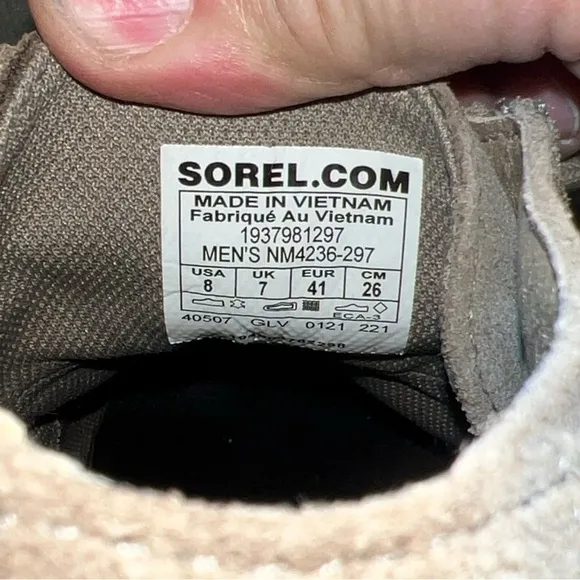 SOREL.COM
MADE IN VIETNAM
Fabriqué Au Vietnam
1937981297
MEN'S NM4236-297
USA UK EUR CM
8 7 41 26
ECA-3
40507 GLV 0121 221